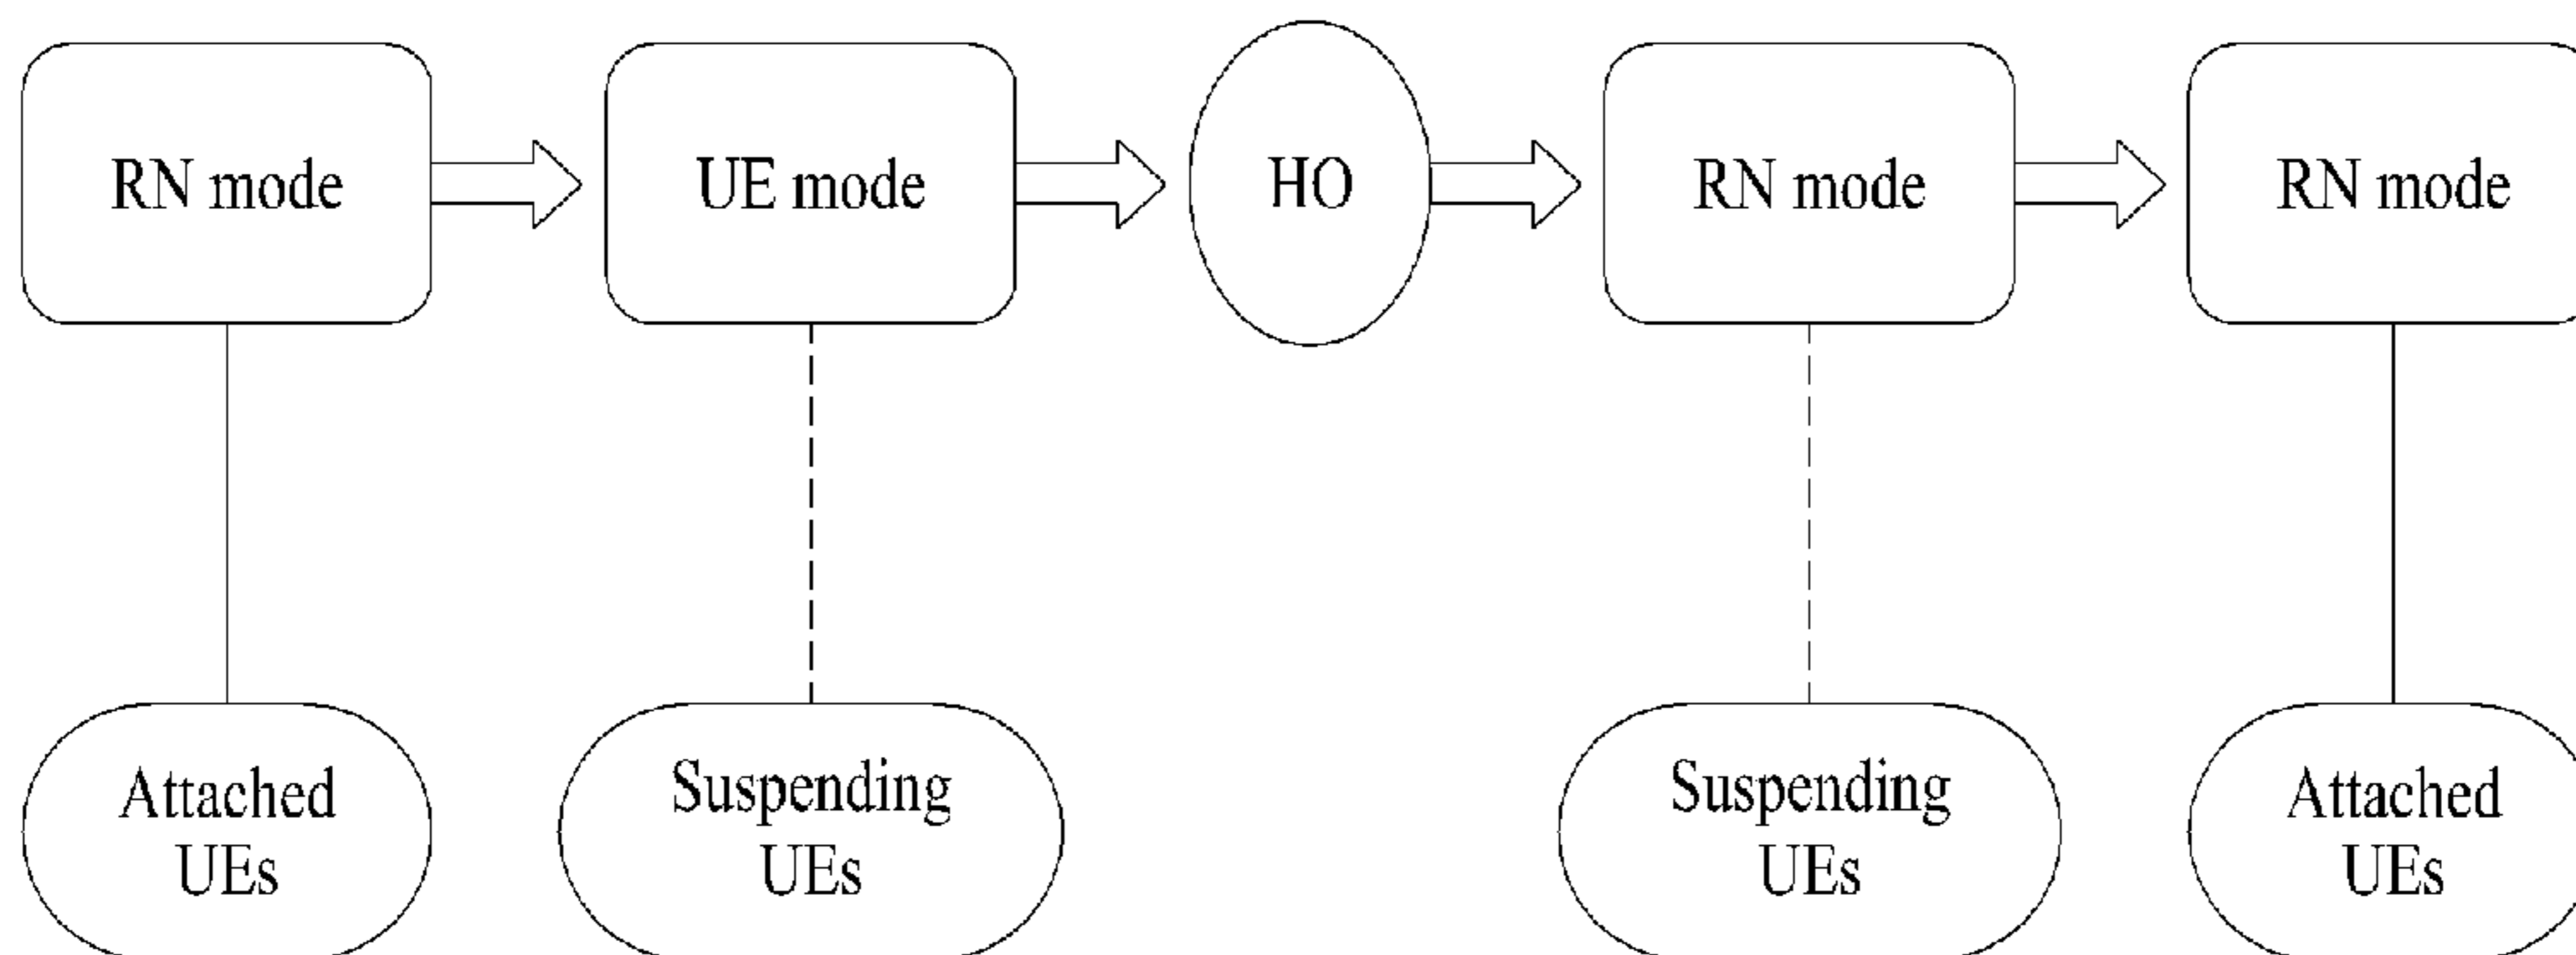 RN mode
UE mode
HO
RN mode
RN mode
Attached
UEs
Suspending
UEs
Suspending
UEs
Attached
UEs